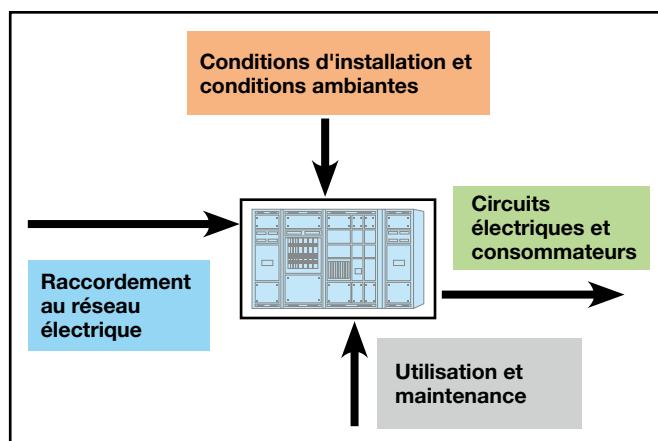 Conditions d'installation et
conditions ambiantes
Circuits
électriques et
consommateurs
Raccordement
au réseau
électrique
Utilisation et
maintenance